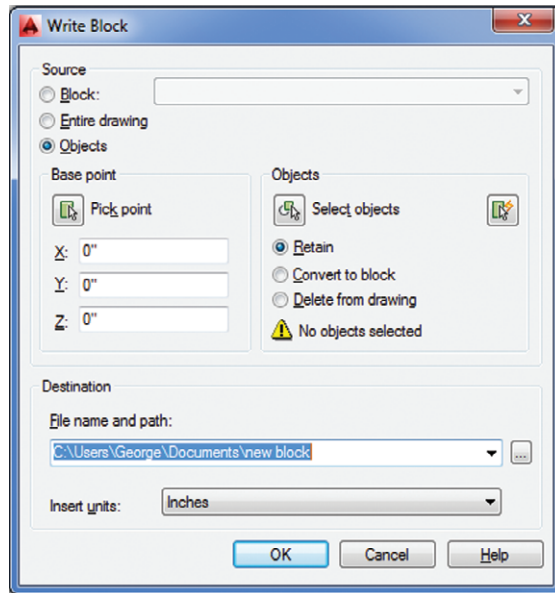 Write Block
Source
Block:
Entire drawing
Objects
Base point
Pick point
X: 0"
Y: 0"
Z: 0"
Objects
Select objects
Retain
Convert to block
Delete from drawing
No objects selected
Destination
File name and path:
C:\Users\George\Documents\new block
...
Insert units: Inches
OK Cancel Help